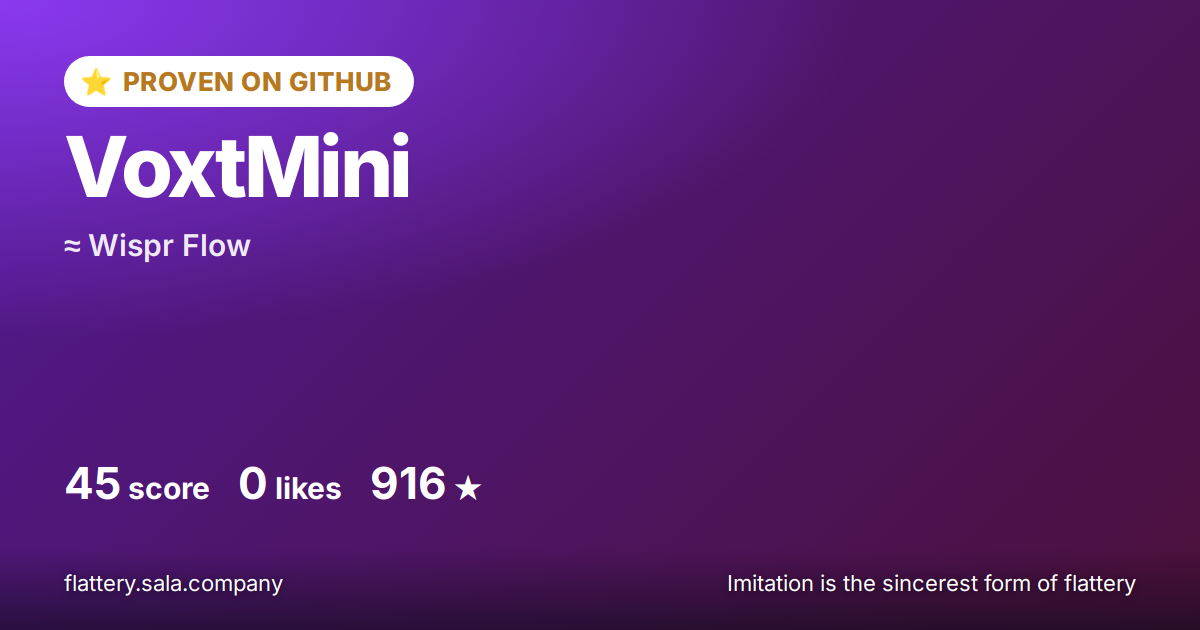 ⭐ PROVEN ON GITHUB
VoxtMini
≈ Wispr Flow
45 score 0 likes 916 ★
flattery.sala.company
Imitation is the sincerest form of flattery